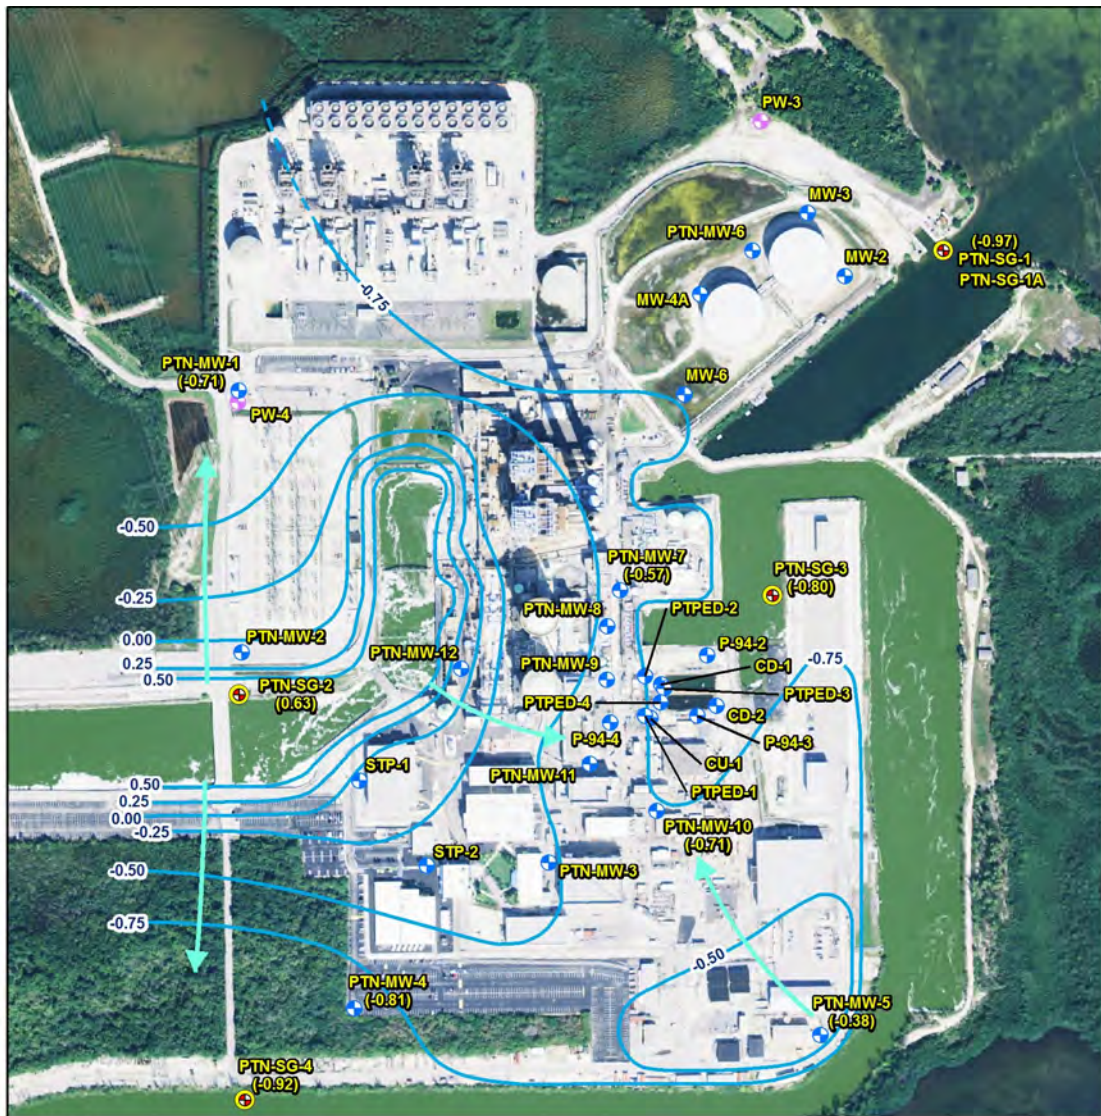 PW-3
MW-3
PTN-MW-6
(-0.97)
PTN-SG-1
PTN-SG-1A
MW-2
MW-4A
-0.75
PTN-MW-1
(-0.71)
MW-6
PW-4
-0.50
PTN-MW-7
(-0.57)
PTN-SG-3
(-0.80)
-0.25
PTPED-2
PTN-MW-8
0.00
PTN-MW-2
P-94-2
0.25
PTN-MW-12
PTN-MW-9
CD-1
-0.75
0.50
PTN-SG-2
(0.63)
PTPED-4
PTPED-3
CD-2
P-94-4
P-94-3
STP-1
CU-1
PTN-MW-11
0.50
PTPED-1
0.25
0.00
PTN-MW-10
(-0.71)
-0.25
STP-2
PTN-MW-3
-0.50
-0.75
-0.50
PTN-MW-4
(-0.81)
PTN-MW-5
(-0.38)
PTN-SG-4
(-0.92)